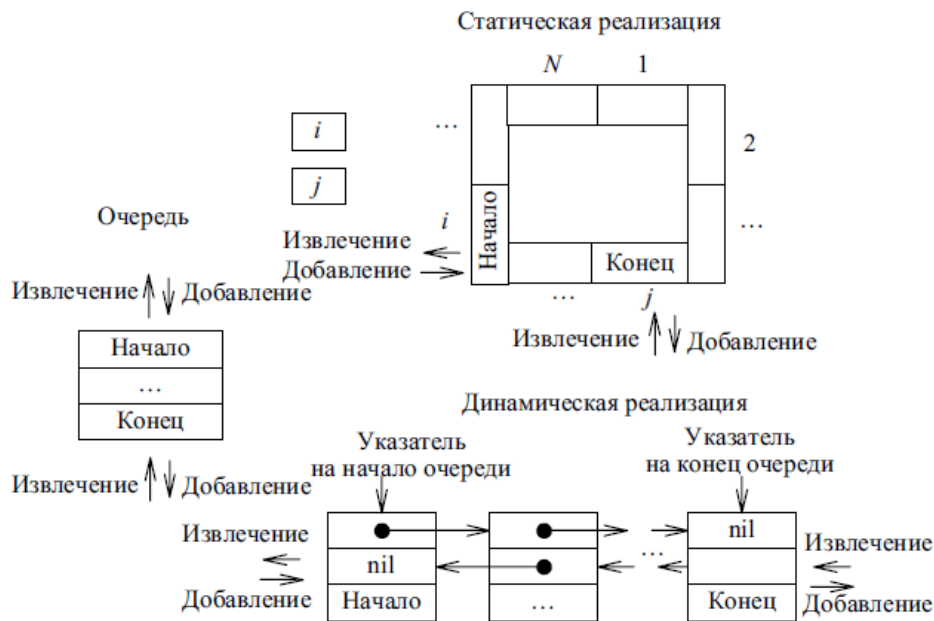 Статическая реализация
N 1
i
...
2
j
Очередь
i
Начало
...
Извлечение
Добавление
Конец
... j
Извлечение Добавление
Извлечение Добавление
Начало
...
Конец
Извлечение Добавление
Динамическая реализация
Указатель
на начало очереди
Указатель
на конец очереди
Извлечение
nil
Извлечение
nil
...
Добавление
Начало
...
Конец
Добавление